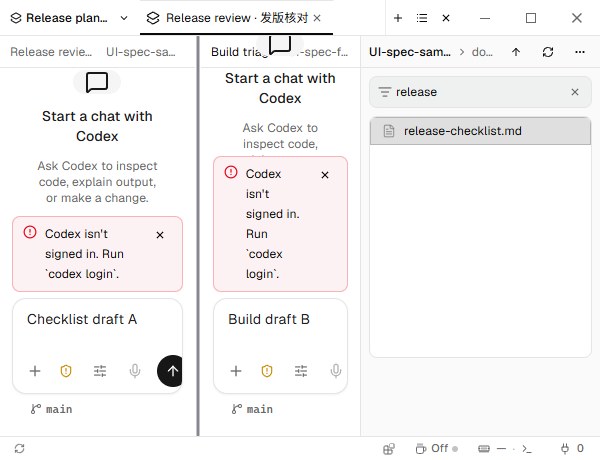 Release plan...
Release review · 发版核对
Release revie...
UI-spec-sa...
Start a chat with
Codex
Ask Codex to inspect
code, explain output,
or make a change.
Codex isn't
signed in. Run
`codex login`.
Checklist draft A
main
Build
Start a chat with
Codex
Ask Codex to
inspect code,
Codex
isn't
signed in.
Run
`codex
login`.
Build draft B
main
UI-spec-sam...
do...
release
release-checklist.md
Off
0